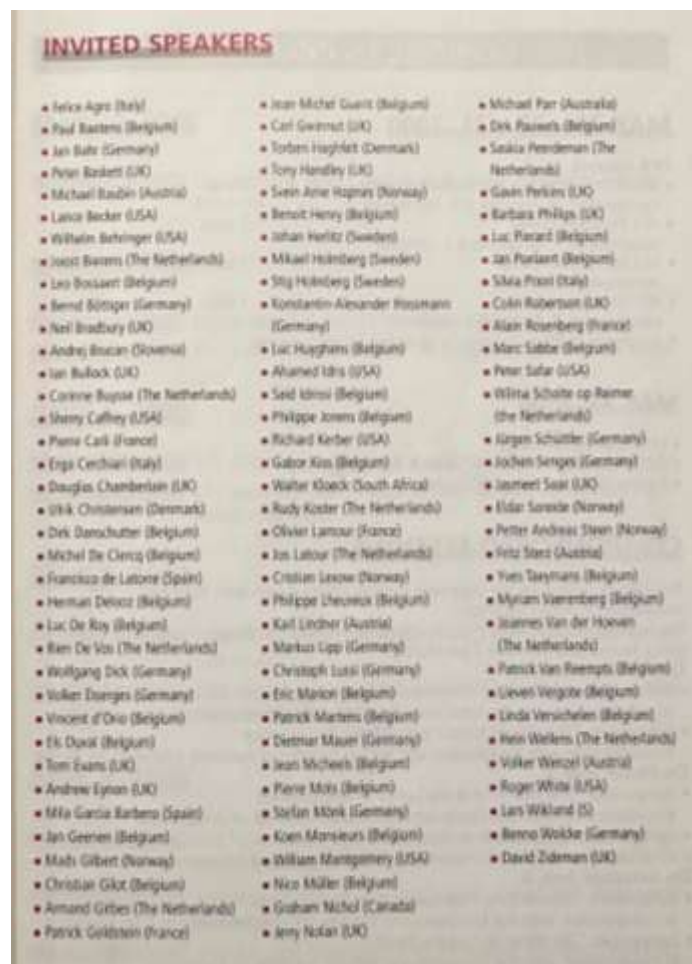 INVITED SPEAKERS
• Felice Agro (Italy)
• Paul Baetens (Belgium)
• Jan Bahr (Germany)
• Peter Baskett (UK)
• Michael Baubin (Austria)
• Lance Becker (USA)
• Wilhelm Behringer (USA)
• Joost Bierens (The Netherlands)
• Leo Bossaert (Belgium)
• Bernd Böttiger (Germany)
• Neil Bradbury (UK)
• Andrej Brucan (Slovenia)
• Ian Bullock (UK)
• Corinne Buysse (The Netherlands)
• Sherry Caffrey (USA)
• Pierre Carli (France)
• Erga Cerchiari (Italy)
• Douglas Chamberlain (UK)
• Ulrik Christensen (Denmark)
• Dirk Danschutter (Belgium)
• Michel De Clercq (Belgium)
• Francisco de Latorre (Spain)
• Herman Delooz (Belgium)
• Luc De Roy (Belgium)
• Rien De Vos (The Netherlands)
• Wolfgang Dick (Germany)
• Volker Doerges (Germany)
• Vincent d'Orio (Belgium)
• Els Duval (Belgium)
• Tom Evans (UK)
• Andrew Eynon (UK)
• Mila Garcia Barbero (Spain)
• Jan Geenen (Belgium)
• Mads Gilbert (Norway)
• Christian Gilot (Belgium)
• Armand Girbes (The Netherlands)
• Patrick Goldstein (France)
• Jean Michel Guerit (Belgium)
• Carl Gwinnut (UK)
• Torben Haghfelt (Denmark)
• Tony Handley (UK)
• Svein Arne Hapnes (Norway)
• Benoit Henry (Belgium)
• Johan Herlitz (Sweden)
• Mikael Holmberg (Sweden)
• Stig Holmberg (Sweden)
• Konstantin-Alexander Hossmann
(Germany)
• Luc Huyghens (Belgium)
• Ahamed Idris (USA)
• Said Idrissi (Belgium)
• Philippe Jorens (Belgium)
• Richard Kerber (USA)
• Gabor Kiss (Belgium)
• Walter Kloeck (South Africa)
• Rudy Koster (The Netherlands)
• Olivier Lamour (France)
• Jos Latour (The Netherlands)
• Cristian Lexow (Norway)
• Philippe Lheureux (Belgium)
• Karl Lindner (Austria)
• Markus Lipp (Germany)
• Christoph Lussi (Germany)
• Eric Marion (Belgium)
• Patrick Martens (Belgium)
• Dietmar Mauer (Germany)
• Jean Micheels (Belgium)
• Pierre Mols (Belgium)
• Stefan Mönk (Germany)
• Koen Monsieurs (Belgium)
• William Montgomery (USA)
• Nico Müller (Belgium)
• Graham Nichol (Canada)
• Jerry Nolan (UK)
• Michael Parr (Australia)
• Dirk Pauwels (Belgium)
• Saskia Peerdeman (The
Netherlands)
• Gavin Perkins (UK)
• Barbara Philips (UK)
• Luc Pierard (Belgium)
• Jan Poelaert (Belgium)
• Silvia Priori (Italy)
• Colin Robertson (UK)
• Alain Rosenberg (France)
• Marc Sabbe (Belgium)
• Peter Safar (USA)
• Wilma Scholte op Reimer
(the Netherlands)
• Jürgen Schüttler (Germany)
• Jochen Senges (Germany)
• Jasmeet Soar (UK)
• Eldar Soreide (Norway)
• Petter Andreas Steen (Norway)
• Fritz Sterz (Austria)
• Yves Taeymans (Belgium)
• Myriam Vaerenberg (Belgium)
• Joannes Van der Hoeven
(The Netherlands)
• Patrick Van Reempts (Belgium)
• Lieven Vergote (Belgium)
• Linda Versichelen (Belgium)
• Hein Wellens (The Netherlands)
• Volker Wenzel (Austria)
• Roger White (USA)
• Lars Wiklund (S)
• Benno Wolcke (Germany)
• David Zideman (UK)